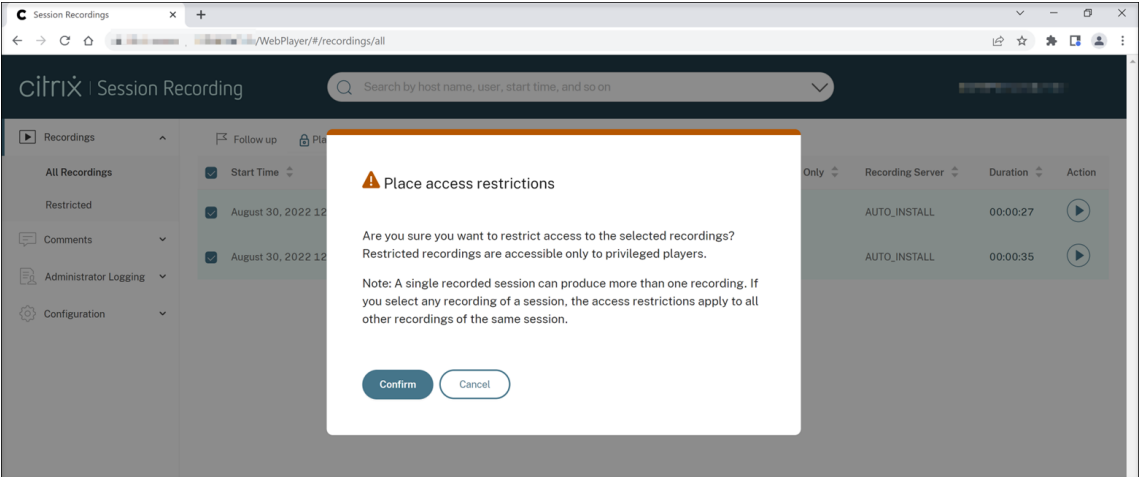 Session Recordings
/WebPlayer/#/recordings/all
citrix | Session Recording
Search by host name, user, start time, and so on
Recordings
Follow up
All Recordings
Start Time
Only
Recording Server
Duration
Action
Restricted
August 30, 2022 12
AUTO_INSTALL
00:00:27
Comments
August 30, 2022 12
AUTO_INSTALL
00:00:35
Administrator Logging
Configuration
Place access restrictions
Are you sure you want to restrict access to the selected recordings?
Restricted recordings are accessible only to privileged players.
Note: A single recorded session can produce more than one recording. If
you select any recording of a session, the access restrictions apply to all
other recordings of the same session.
Confirm
Cancel